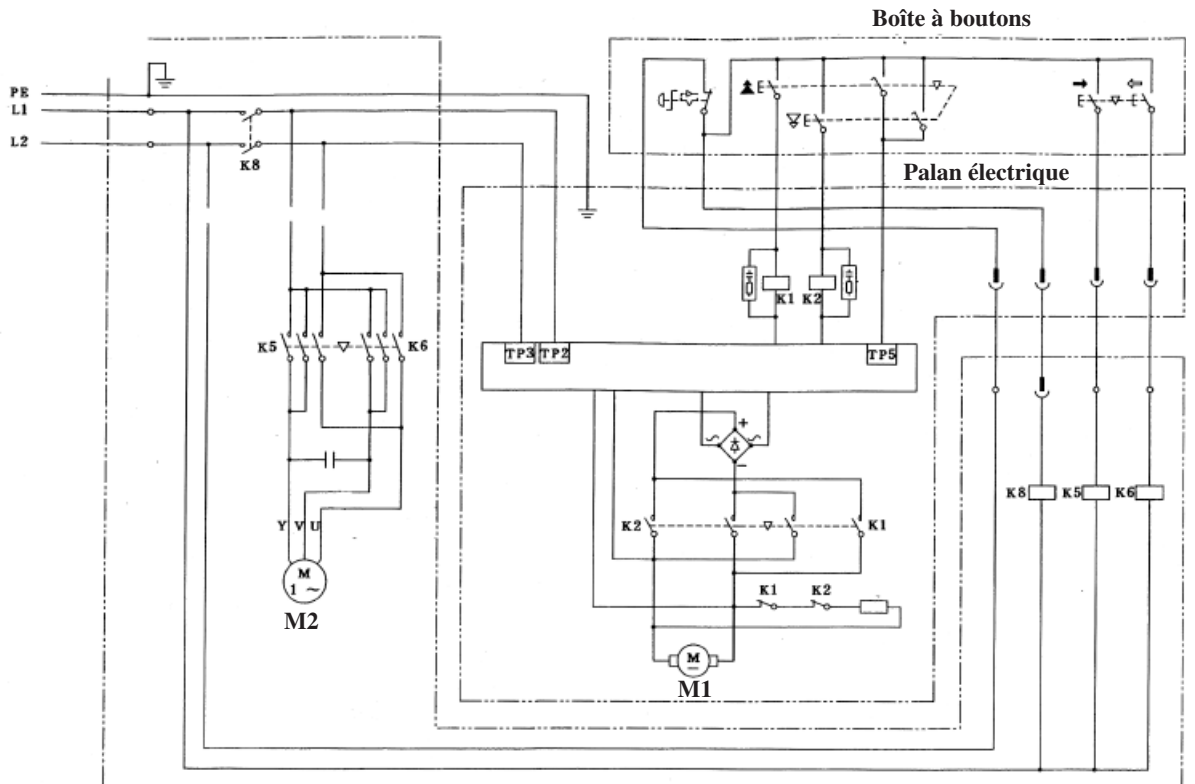 Boîte à boutons
PE
L1
L2
K8
Palan électrique
K1 K2
K5 K6
TP3 TP2 TP5
+
−
K8 K5 K6
K2 K1
Y V U
M
1 ~
M2
K1 K2
M
M1